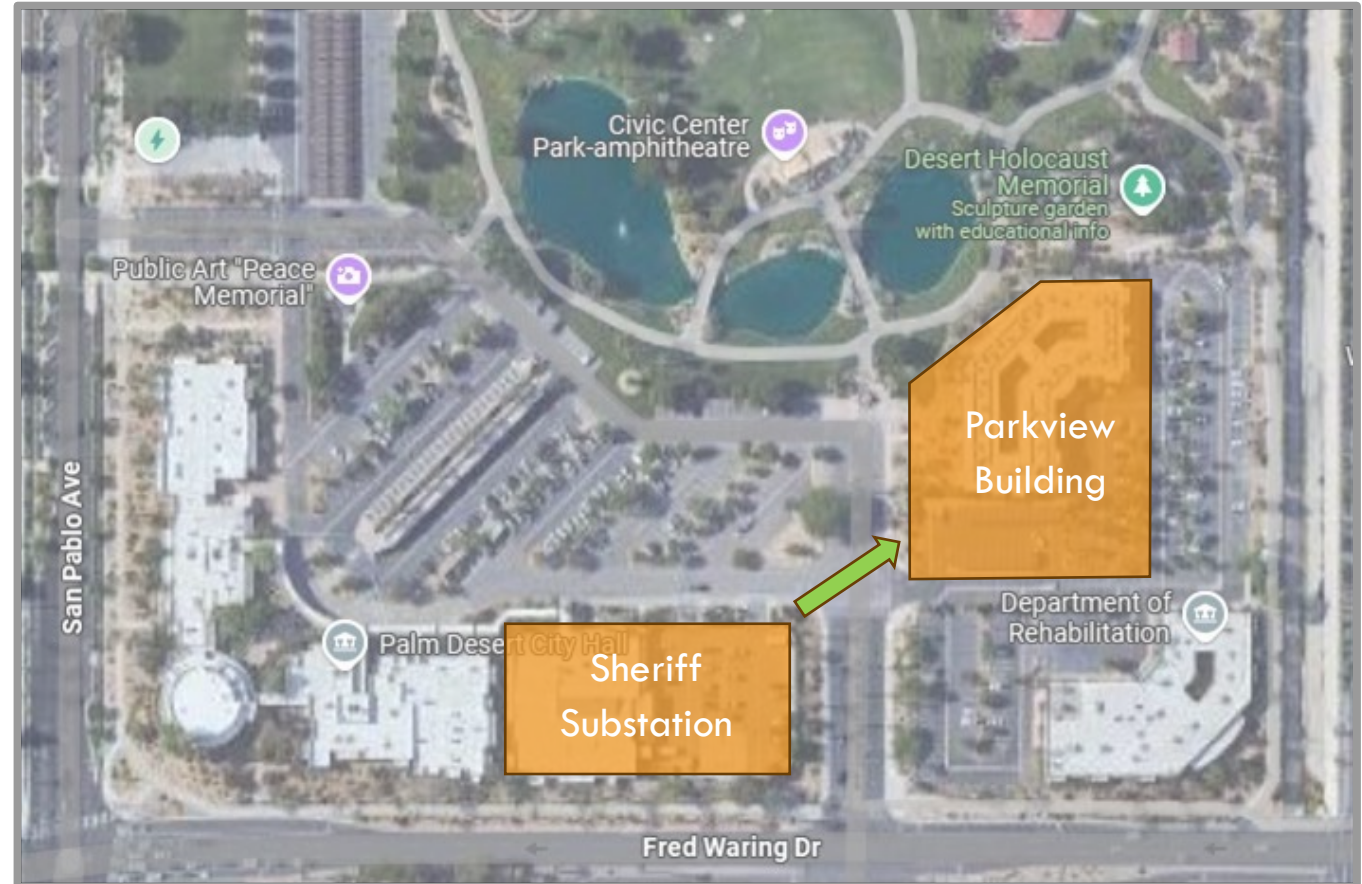 Civic Center
Park-amphitheatre
Desert Holocaust
Memorial
Sculpture garden
with educational info
Public Art "Peace
Memorial"
Parkview
Building
San Pablo Ave
Department of
Rehabilitation
Palm Desert City Hall
Sheriff
Substation
Fred Waring Dr